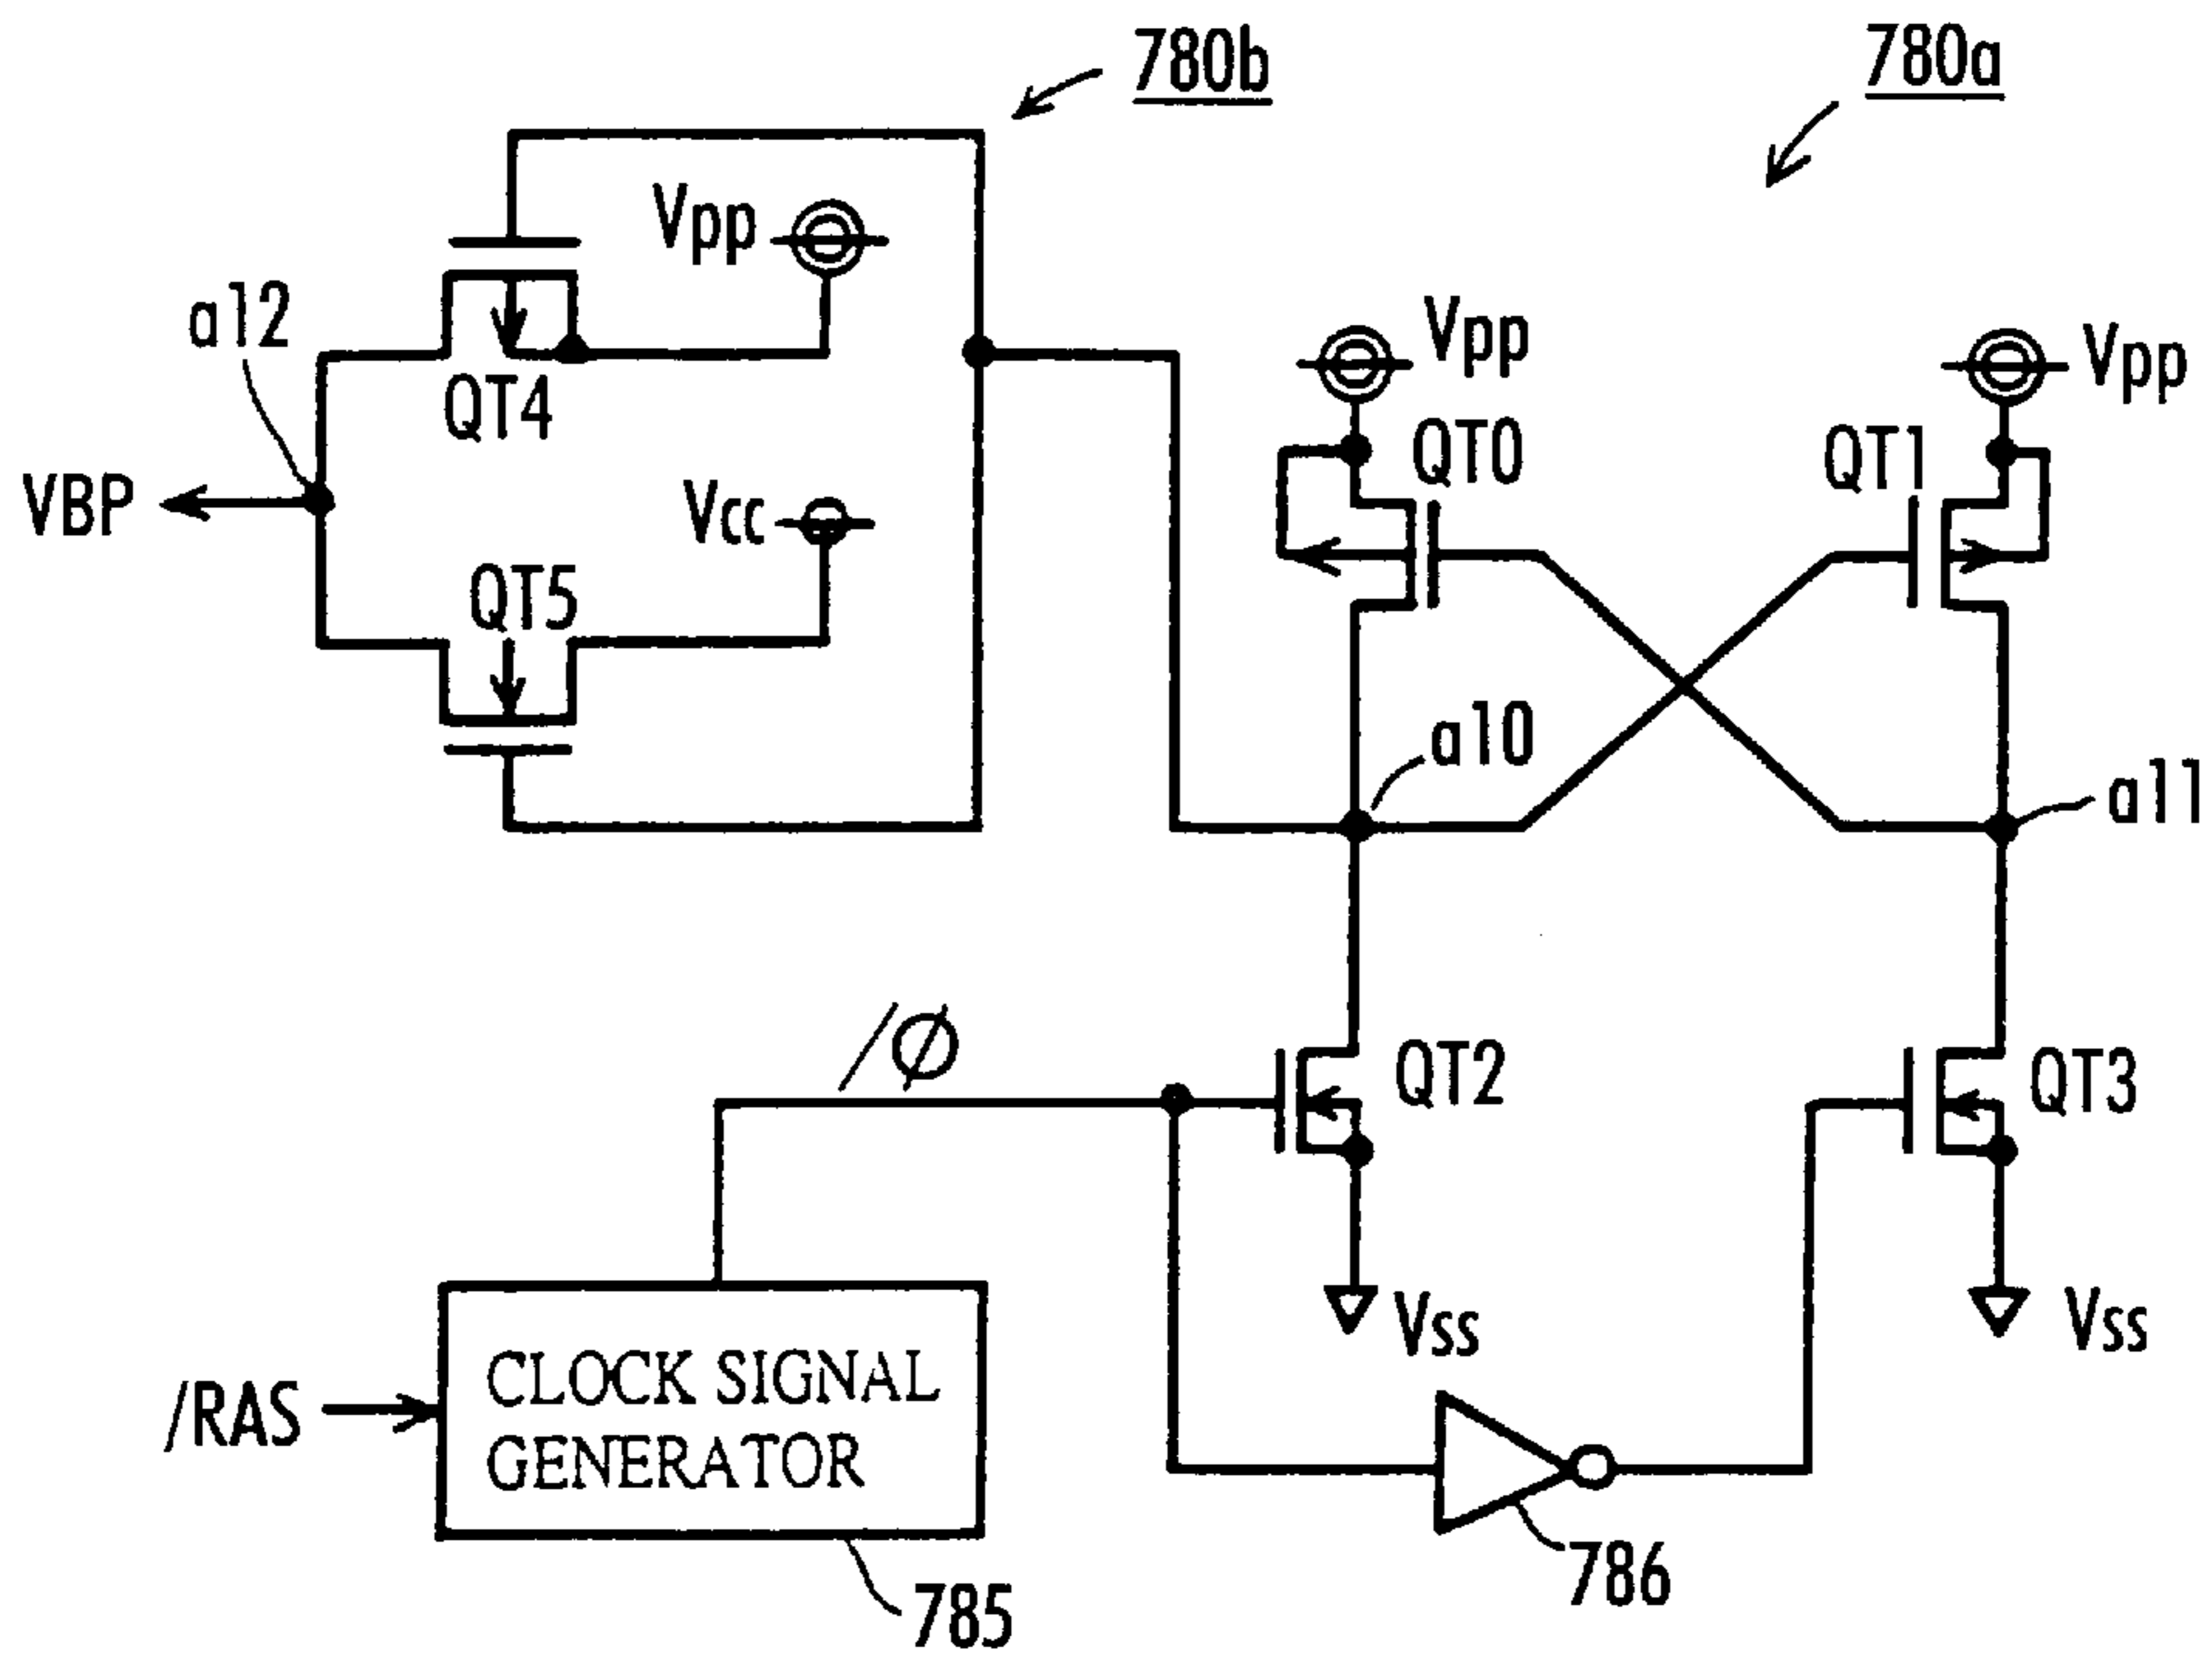 780b
780a
Vpp
a12
QT4
Vpp
Vpp
QT0
QT1
VBP
Vcc
QT5
a10
a11
/Ø
QT2
QT3
Vss
Vss
/RAS
CLOCK SIGNAL
GENERATOR
786
785